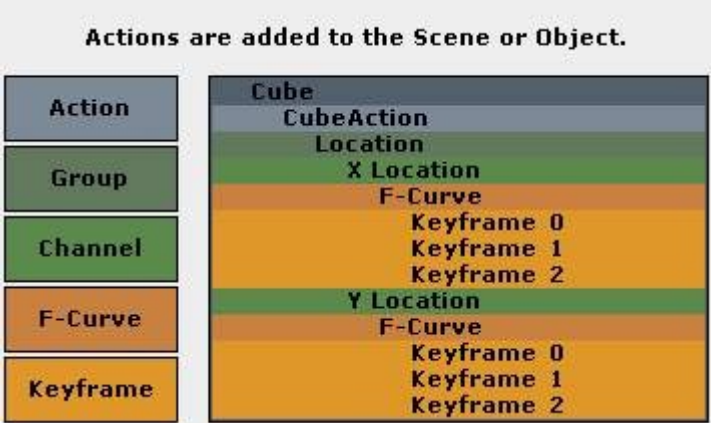 Actions are added to the Scene or Object.
Action
Group
Channel
F-Curve
Keyframe
Cube
CubeAction
Location
X Location
F-Curve
Keyframe 0
Keyframe 1
Keyframe 2
Y Location
F-Curve
Keyframe 0
Keyframe 1
Keyframe 2